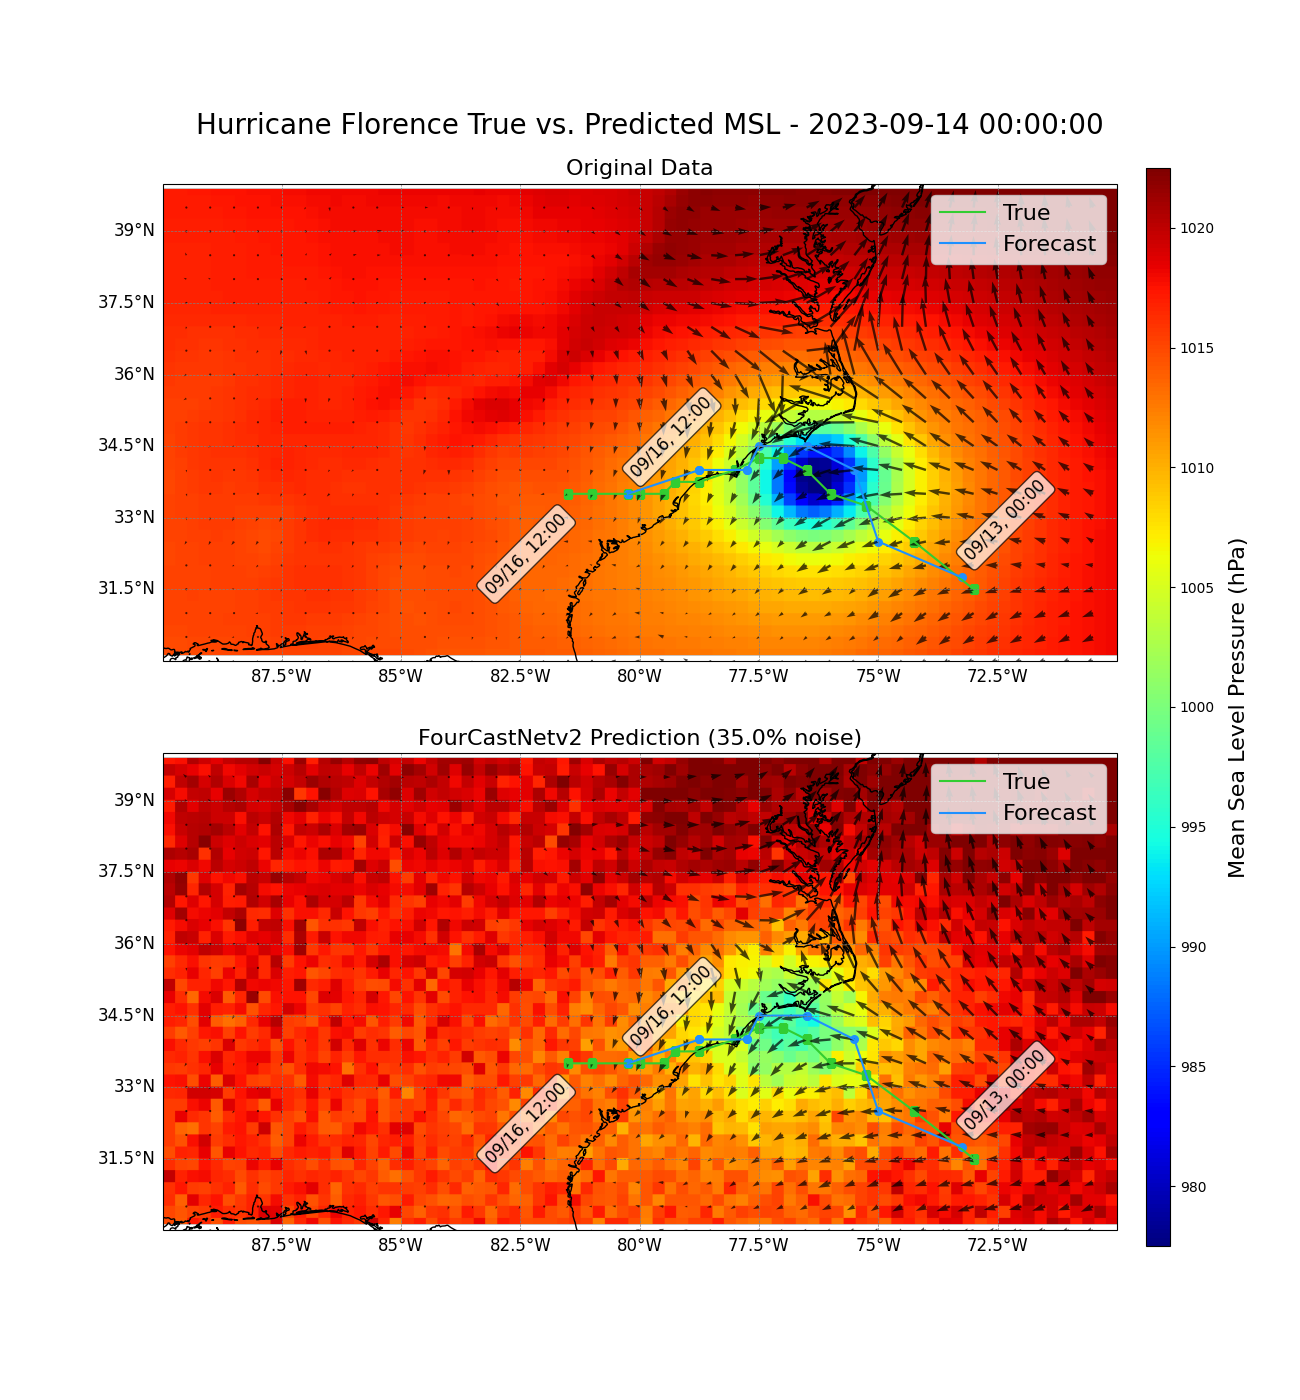 Hurricane Florence True vs. Predicted MSL - 2023-09-14 00:00:00
Original Data
True
Forecast
39°N
37.5°N
36°N
34.5°N
33°N
31.5°N
09/16, 12:00
09/16, 12:00
09/13, 00:00
87.5°W 85°W 82.5°W 80°W 77.5°W 75°W 72.5°W
FourCastNetv2 Prediction (35.0% noise)
True
Forecast
39°N
37.5°N
36°N
34.5°N
33°N
31.5°N
09/16, 12:00
09/16, 12:00
09/13, 00:00
87.5°W 85°W 82.5°W 80°W 77.5°W 75°W 72.5°W
1020
1015
1010
1005
1000
995
990
985
980
Mean Sea Level Pressure (hPa)